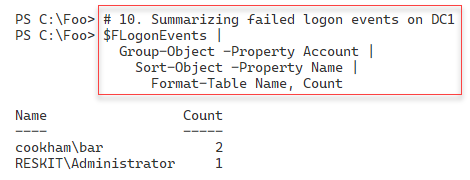 PS C:\Foo> # 10. Summarizing failed logon events on DC1
PS C:\Foo> $FLogonEvents |
Group-Object -Property Account |
Sort-Object -Property Name |
Format-Table Name, Count
Name Count
---- -----
cookham\bar 2
RESKIT\Administrator 1